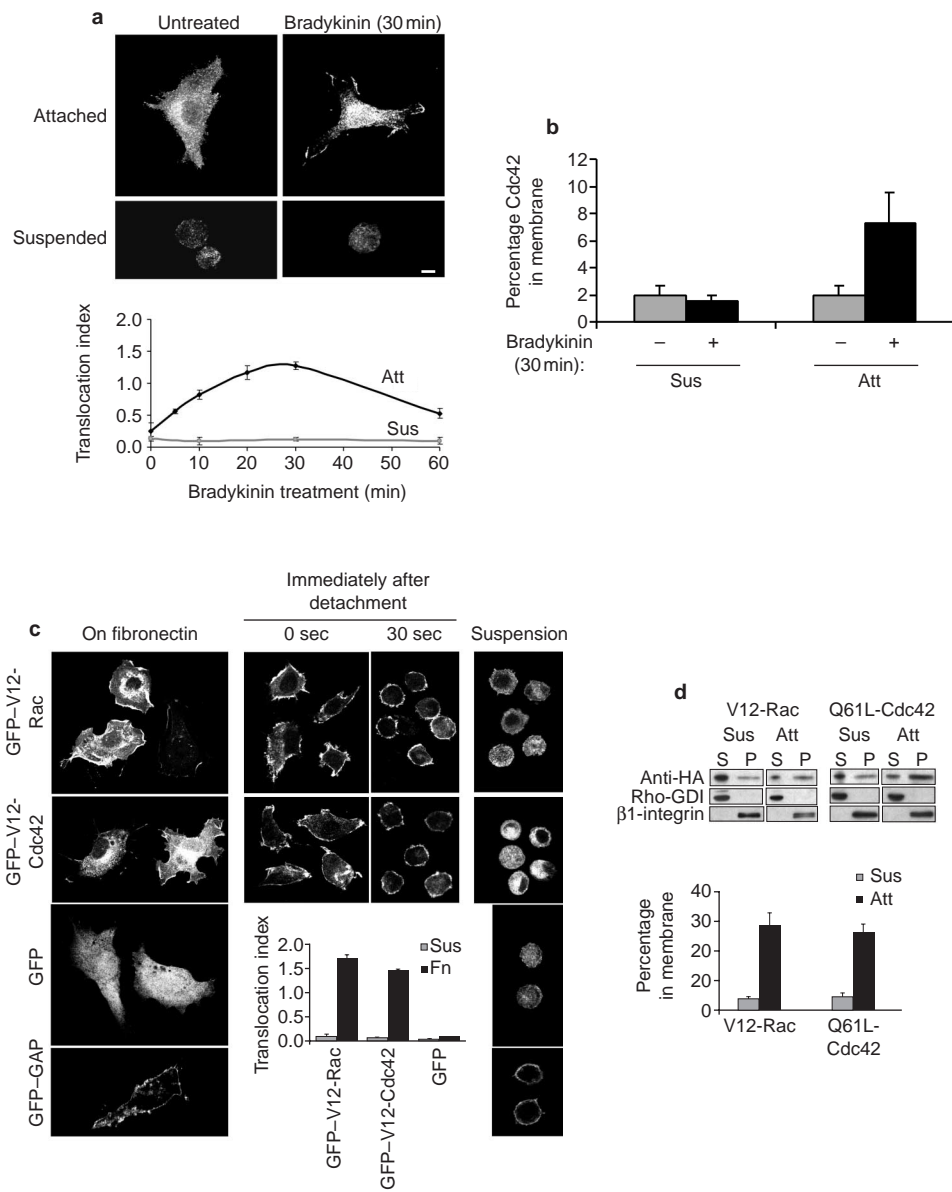 a
Untreated
Bradykinin (30 min)
Attached
Suspended
Translocation index
2.0
1.5
1.0
0.5
0.0
Att
Sus
0 10 20 30 40 50 60
Bradykinin treatment (min)
b
Percentage Cdc42
in membrane
12
10
8
6
4
2
0
Bradykinin
(30 min):
– + – +
Sus Att
c
On fibronectin
Immediately after
detachment
0 sec 30 sec
Suspension
GFP–V12-
Rac
GFP–V12-
Cdc42
GFP
GFP–GAP
Translocation index
2.0
1.5
1.0
0.5
0.0
Sus
Fn
GFP–V12-Rac
GFP–V12-Cdc42
GFP
d
V12-Rac Q61L-Cdc42
Sus Att Sus Att
S P S P S P S P
Anti-HA
Rho-GDI
β1-integrin
Percentage
in membrane
40
30
20
10
0
Sus
Att
V12-Rac
Q61L-
Cdc42